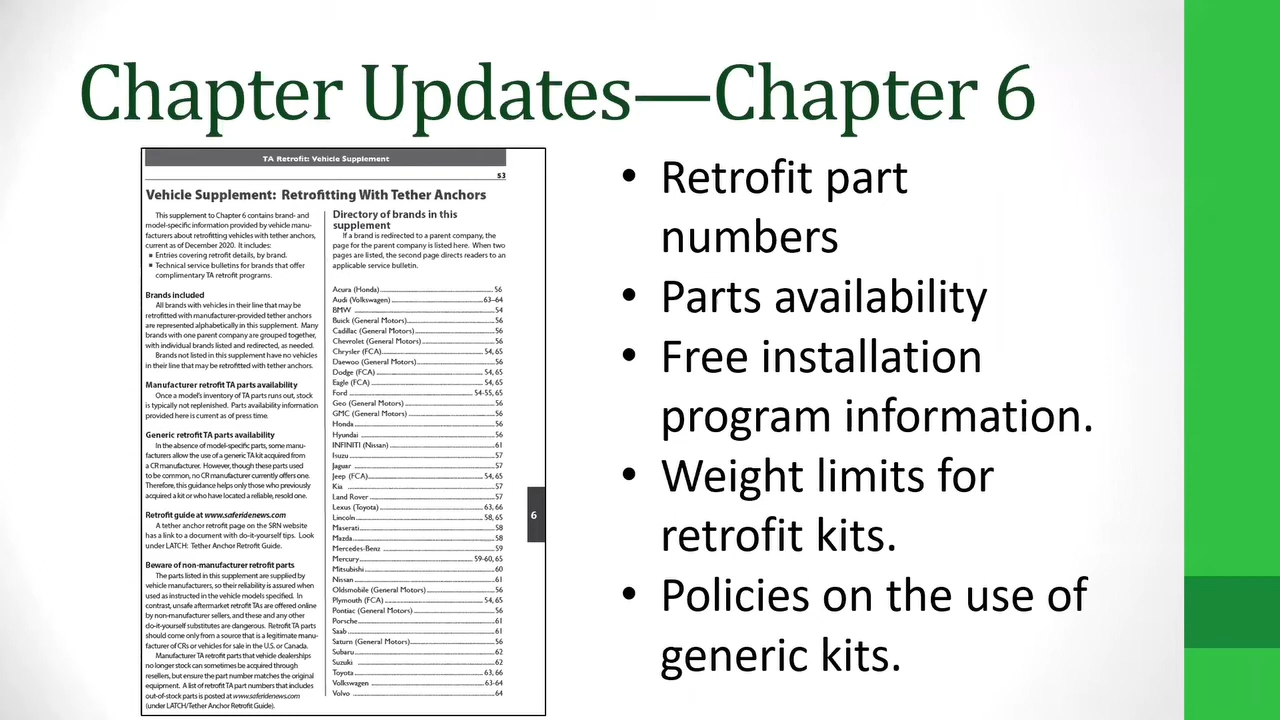 Chapter Updates—Chapter 6
TA Retrofit: Vehicle Supplement
53
Vehicle Supplement: Retrofitting With Tether Anchors
This supplement to Chapter 6 contains brand- and
model-specific information provided by vehicle manu-
facturers about retrofitting vehicles with tether anchors,
current as of December 2020. It includes:
■ Entries covering retrofit details, by brand.
■ Technical service bulletins for brands that offer
complimentary TA retrofit programs.
Brands included
All brands with vehicles in their line that may be
retrofitted with manufacturer-provided tether anchors
are represented alphabetically in this supplement. Many
brands with one parent company are grouped together,
with individual brands listed and redirected, as needed.
Brands not listed in this supplement have no vehicles
in their line that may be retrofitted with tether anchors.
Manufacturer retrofit TA parts availability
Once a model's inventory of TA parts runs out, stock
is typically not replenished. Parts availability information
provided here is current as of press time.
Generic retrofit TA parts availability
In the absence of model-specific parts, some manu-
facturers allow the use of a generic TA kit acquired from
a CR manufacturer. However, though these parts used
to be common, no CR manufacturer currently offers one.
Therefore, this guidance helps only those who previously
acquired a kit or who have located a reliable, resold one.
Retrofit guide at www.saferidenews.com
A tether anchor retrofit page on the SRN website
has a link to a document with do-it-yourself tips. Look
under LATCH: Tether Anchor Retrofit Guide.
Beware of non-manufacturer retrofit parts
The parts listed in this supplement are supplied by
vehicle manufacturers, so their reliability is assured when
used as instructed in the vehicle models specified. In
contrast, unsafe aftermarket retrofit TAs are offered online
by non-manufacturer sellers, and these and any other
do-it-yourself substitutes are dangerous. Retrofit TA parts
should come only from a source that is a legitimate manu-
facturer of CRs or vehicles for sale in the U.S. or Canada.
Manufacturer TA retrofit parts that vehicle dealerships
no longer stock can sometimes be acquired through
resellers, but ensure the part number matches the original
equipment. A list of retrofit TA part numbers that includes
out-of-stock parts is posted at www.saferidenews.com
(under LATCH/Tether Anchor Retrofit Guide).
Directory of brands in this
supplement
If a brand is redirected to a parent company, the
page for the parent company is listed here. When two
pages are listed, the second page directs readers to an
applicable service bulletin.
Acura (Honda) 56
Audi (Volkswagen) 63–64
BMW 54
Buick (General Motors) 56
Cadillac (General Motors) 56
Chevrolet (General Motors) 56
Chrysler (FCA) 54, 65
Daewoo (General Motors) 56
Dodge (FCA) 54, 65
Eagle (FCA) 54, 65
Ford 54-55, 65
Geo (General Motors) 56
GMC (General Motors) 56
Honda 56
Hyundai 56
INFINITI (Nissan) 61
Isuzu 57
Jaguar 57
Jeep (FCA) 54, 65
Kia 57
Land Rover 57
Lexus (Toyota) 63, 66
Lincoln 58, 65
Maserati 58
Mazda 58
Mercedes-Benz 59
Mercury 59-60, 65
Mitsubishi 60
Nissan 61
Oldsmobile (General Motors) 56
Plymouth (FCA) 54, 65
Pontiac (General Motors) 56
Porsche 61
Saab 61
Saturn (General Motors) 56
Subaru 62
Suzuki 62
Toyota 63, 66
Volkswagen 63-64
Volvo 64
6
• Retrofit part
numbers
• Parts availability
• Free installation
program information.
• Weight limits for
retrofit kits.
• Policies on the use of
generic kits.